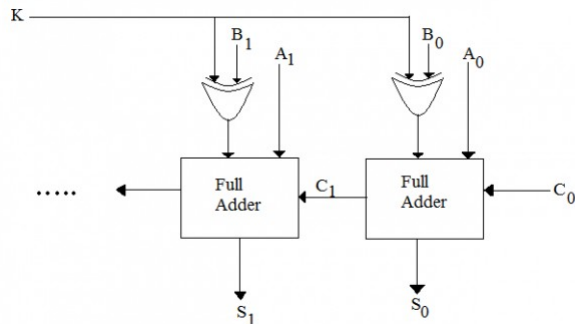 K
B1
A1
B0
A0
.....
Full
Adder
C1
Full
Adder
C0
S1
S0